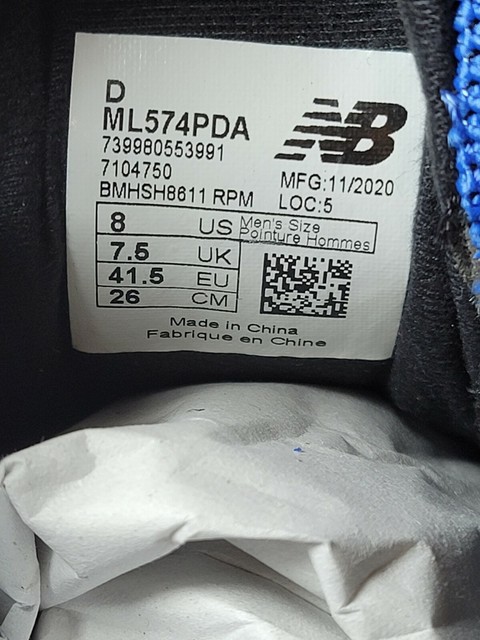 D
ML574PDA
739980553991
7104750
BMHSH8611 RPM
NB
MFG:11/2020
LOC:5
8 US Men's Size
Pointure Hommes
7.5 UK
41.5 EU
26 CM
Made in China
Fabrique en Chine